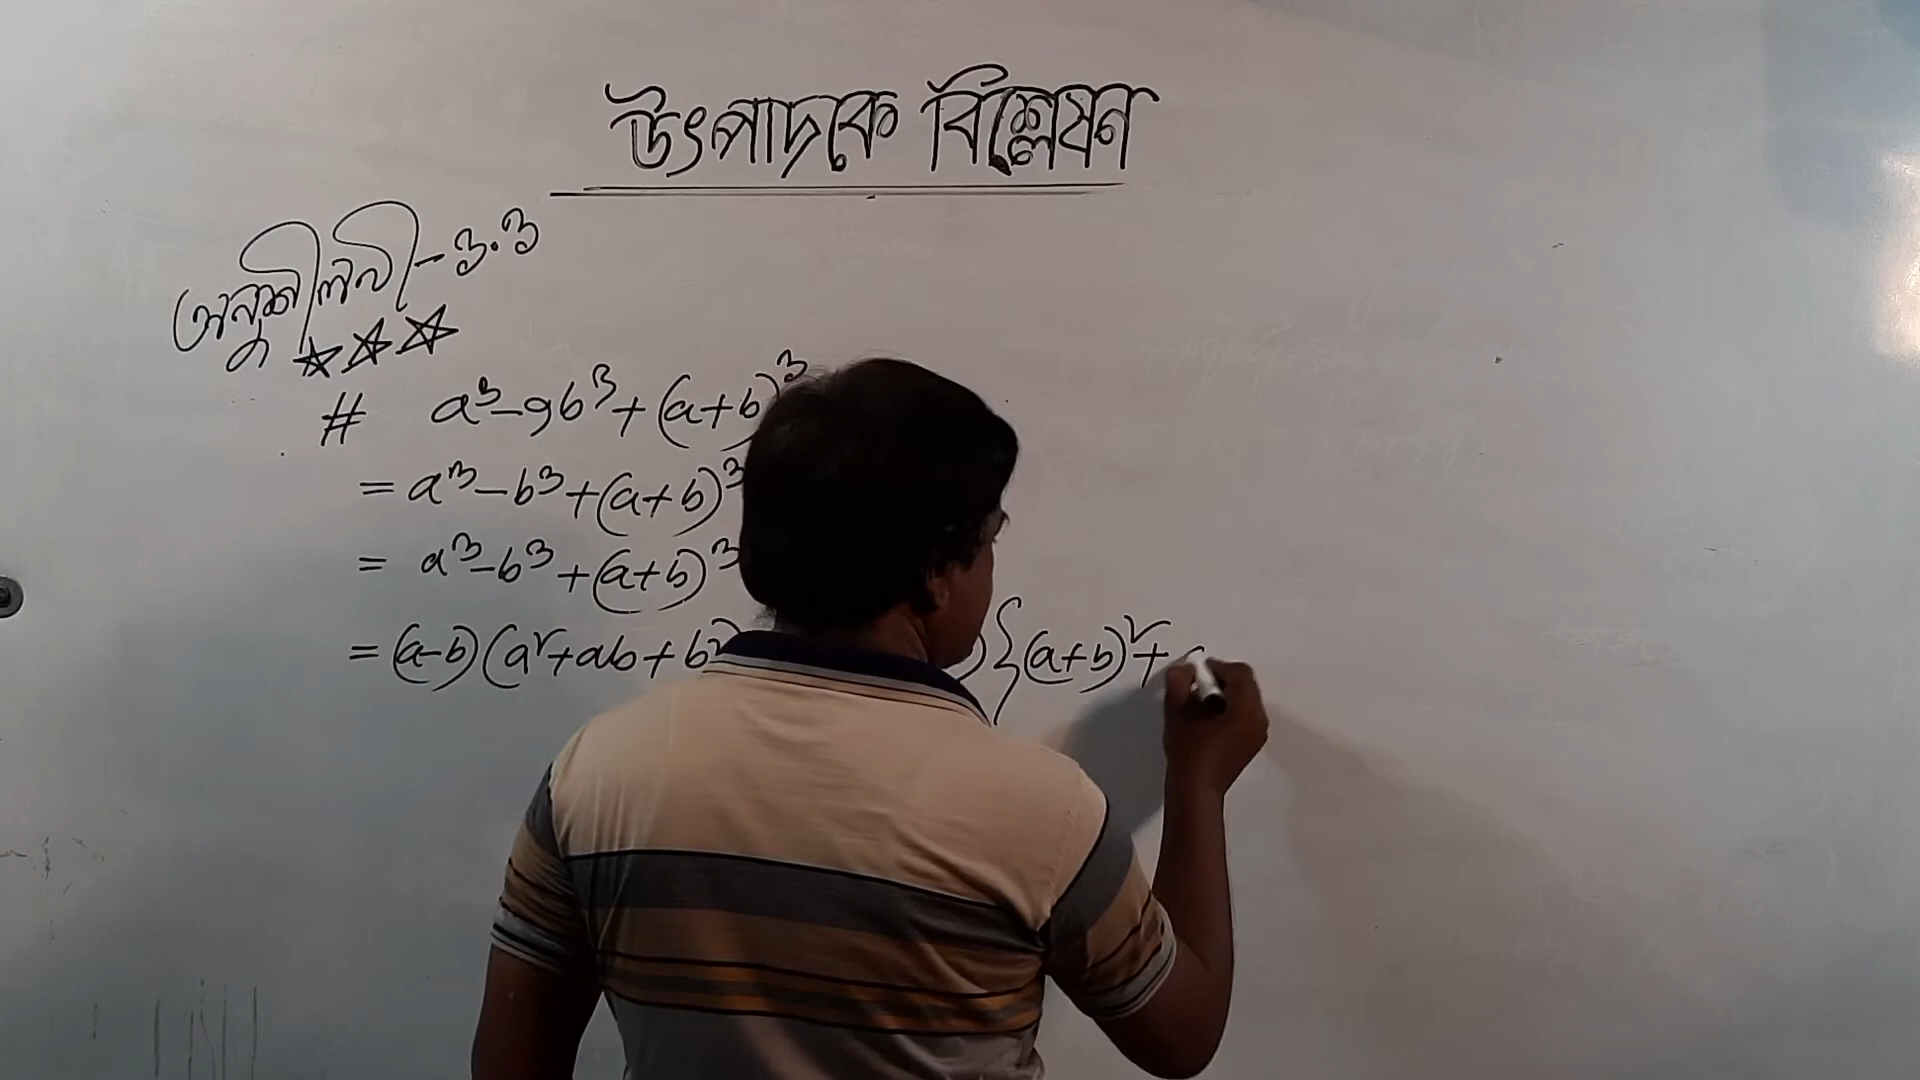 উৎপাদকে বিশ্লেষণ
অনুশীলনী-৩.৩
# a³-৯b³+(a+b)³
= a³-b³+(a+b)³
= a³-b³+(a+b)³
= (a-b)(a²+ab+b²) ) {(a+b)²+